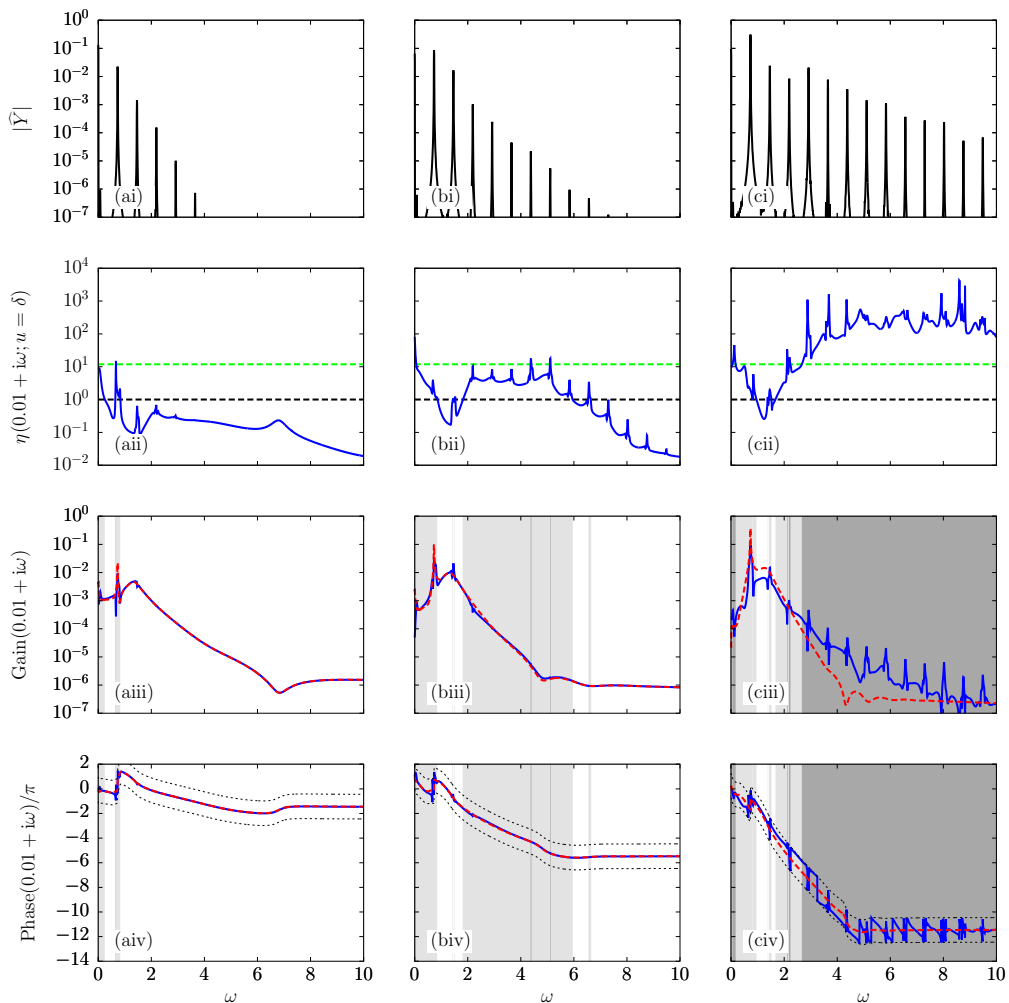 10^0
10^-1
10^-2
10^-3
10^-4
10^-5
10^-6
10^-7
|Ŷ|
(ai)
(bi)
(ci)
10^4
10^3
10^2
10^1
10^0
10^-1
10^-2
η(0.01 + iω; u = δ)
(aii)
(bii)
(cii)
10^0
10^-1
10^-2
10^-3
10^-4
10^-5
10^-6
10^-7
Gain(0.01 + iω)
(aiii)
(biii)
(ciii)
2
0
−2
−4
−6
−8
−10
−12
−14
Phase(0.01 + iω)/π
(aiv)
(biv)
(civ)
0 2 4 6 8 10
0 2 4 6 8 10
0 2 4 6 8 10
ω
ω
ω